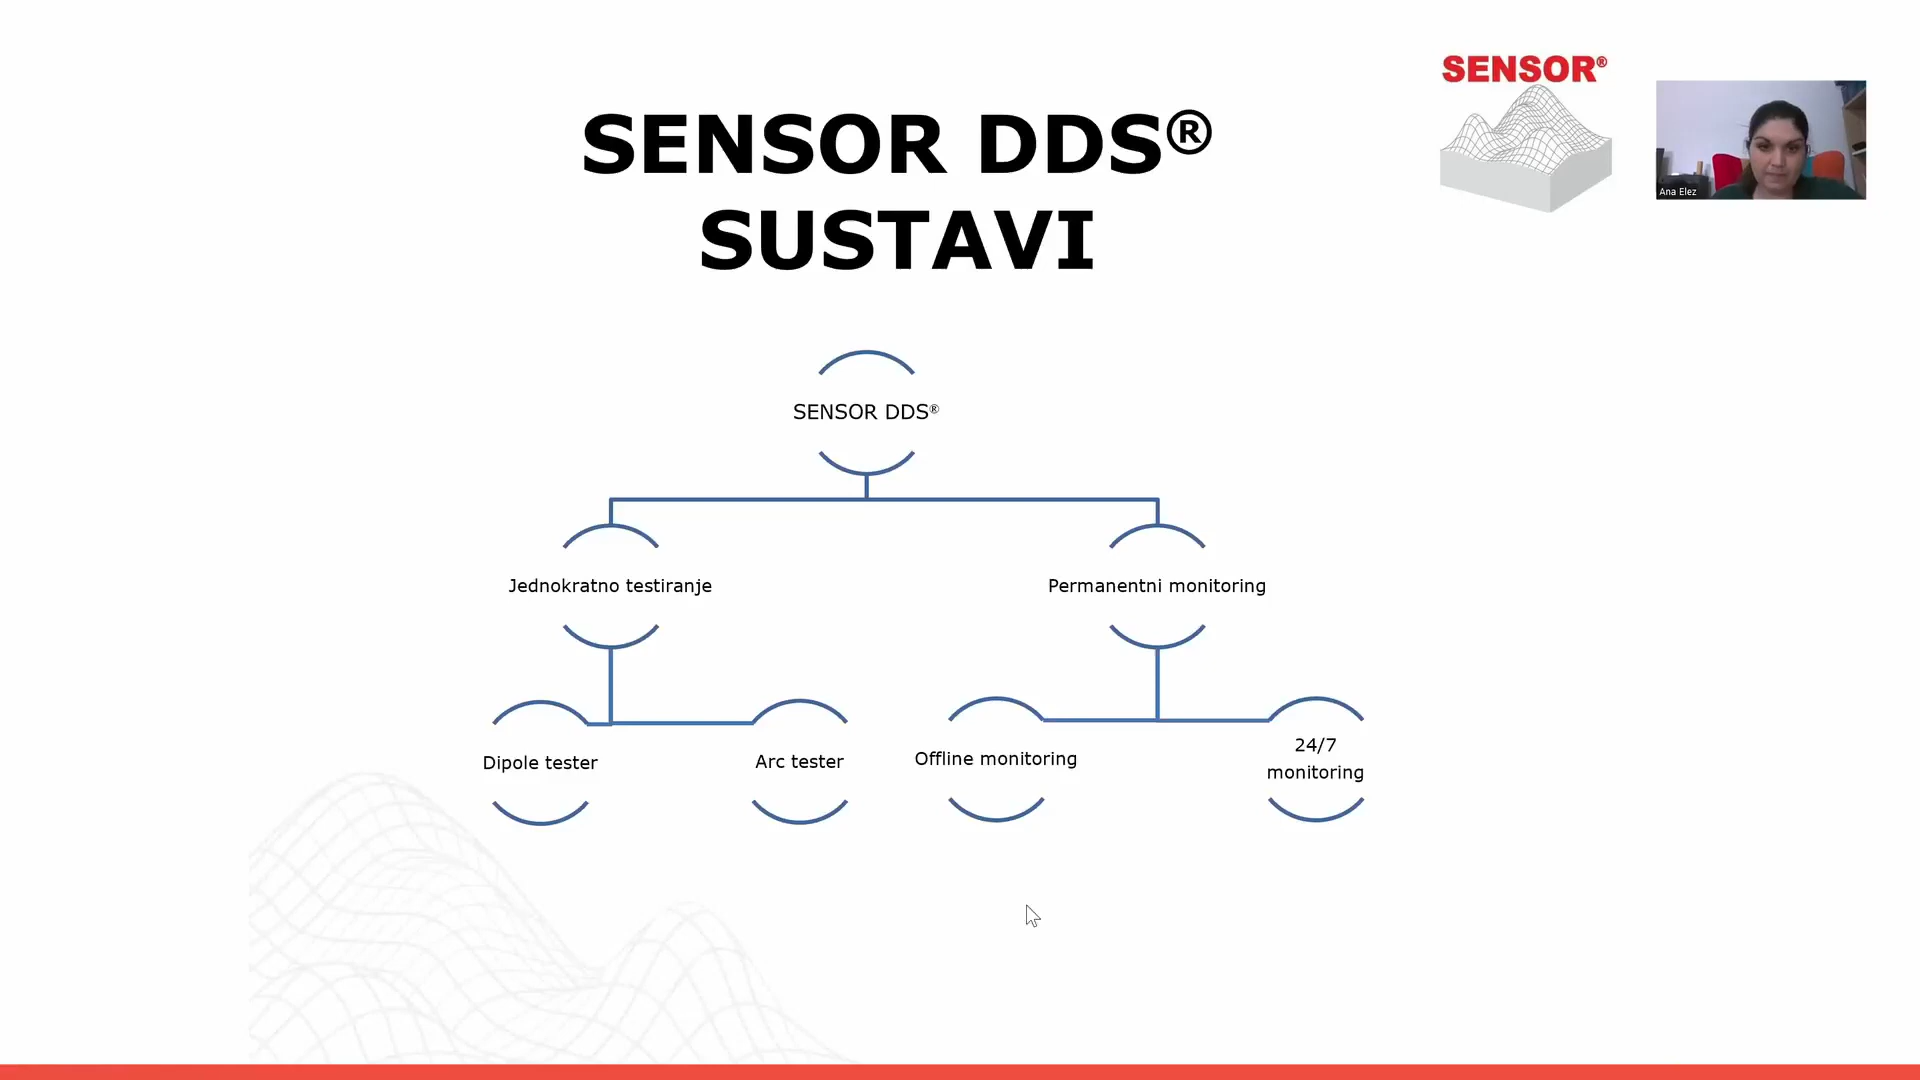 SENSOR®
SENSOR DDS®
SUSTAVI
Ana Elez
SENSOR DDS®
Jednokratno testiranje
Permanentni monitoring
Dipole tester
Arc tester
Offline monitoring
24/7
monitoring